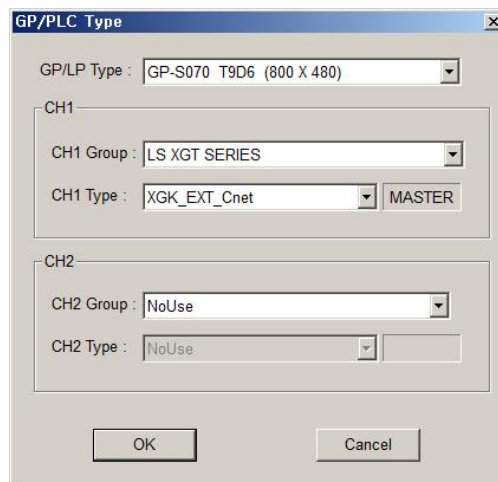 GP/PLC Type
GP/LP Type : GP-S070 T9D6 (800 X 480)
CH1
CH1 Group : LS XGT SERIES
CH1 Type : XGK_EXT_Cnet MASTER
CH2
CH2 Group : NoUse
CH2 Type : NoUse
OK Cancel